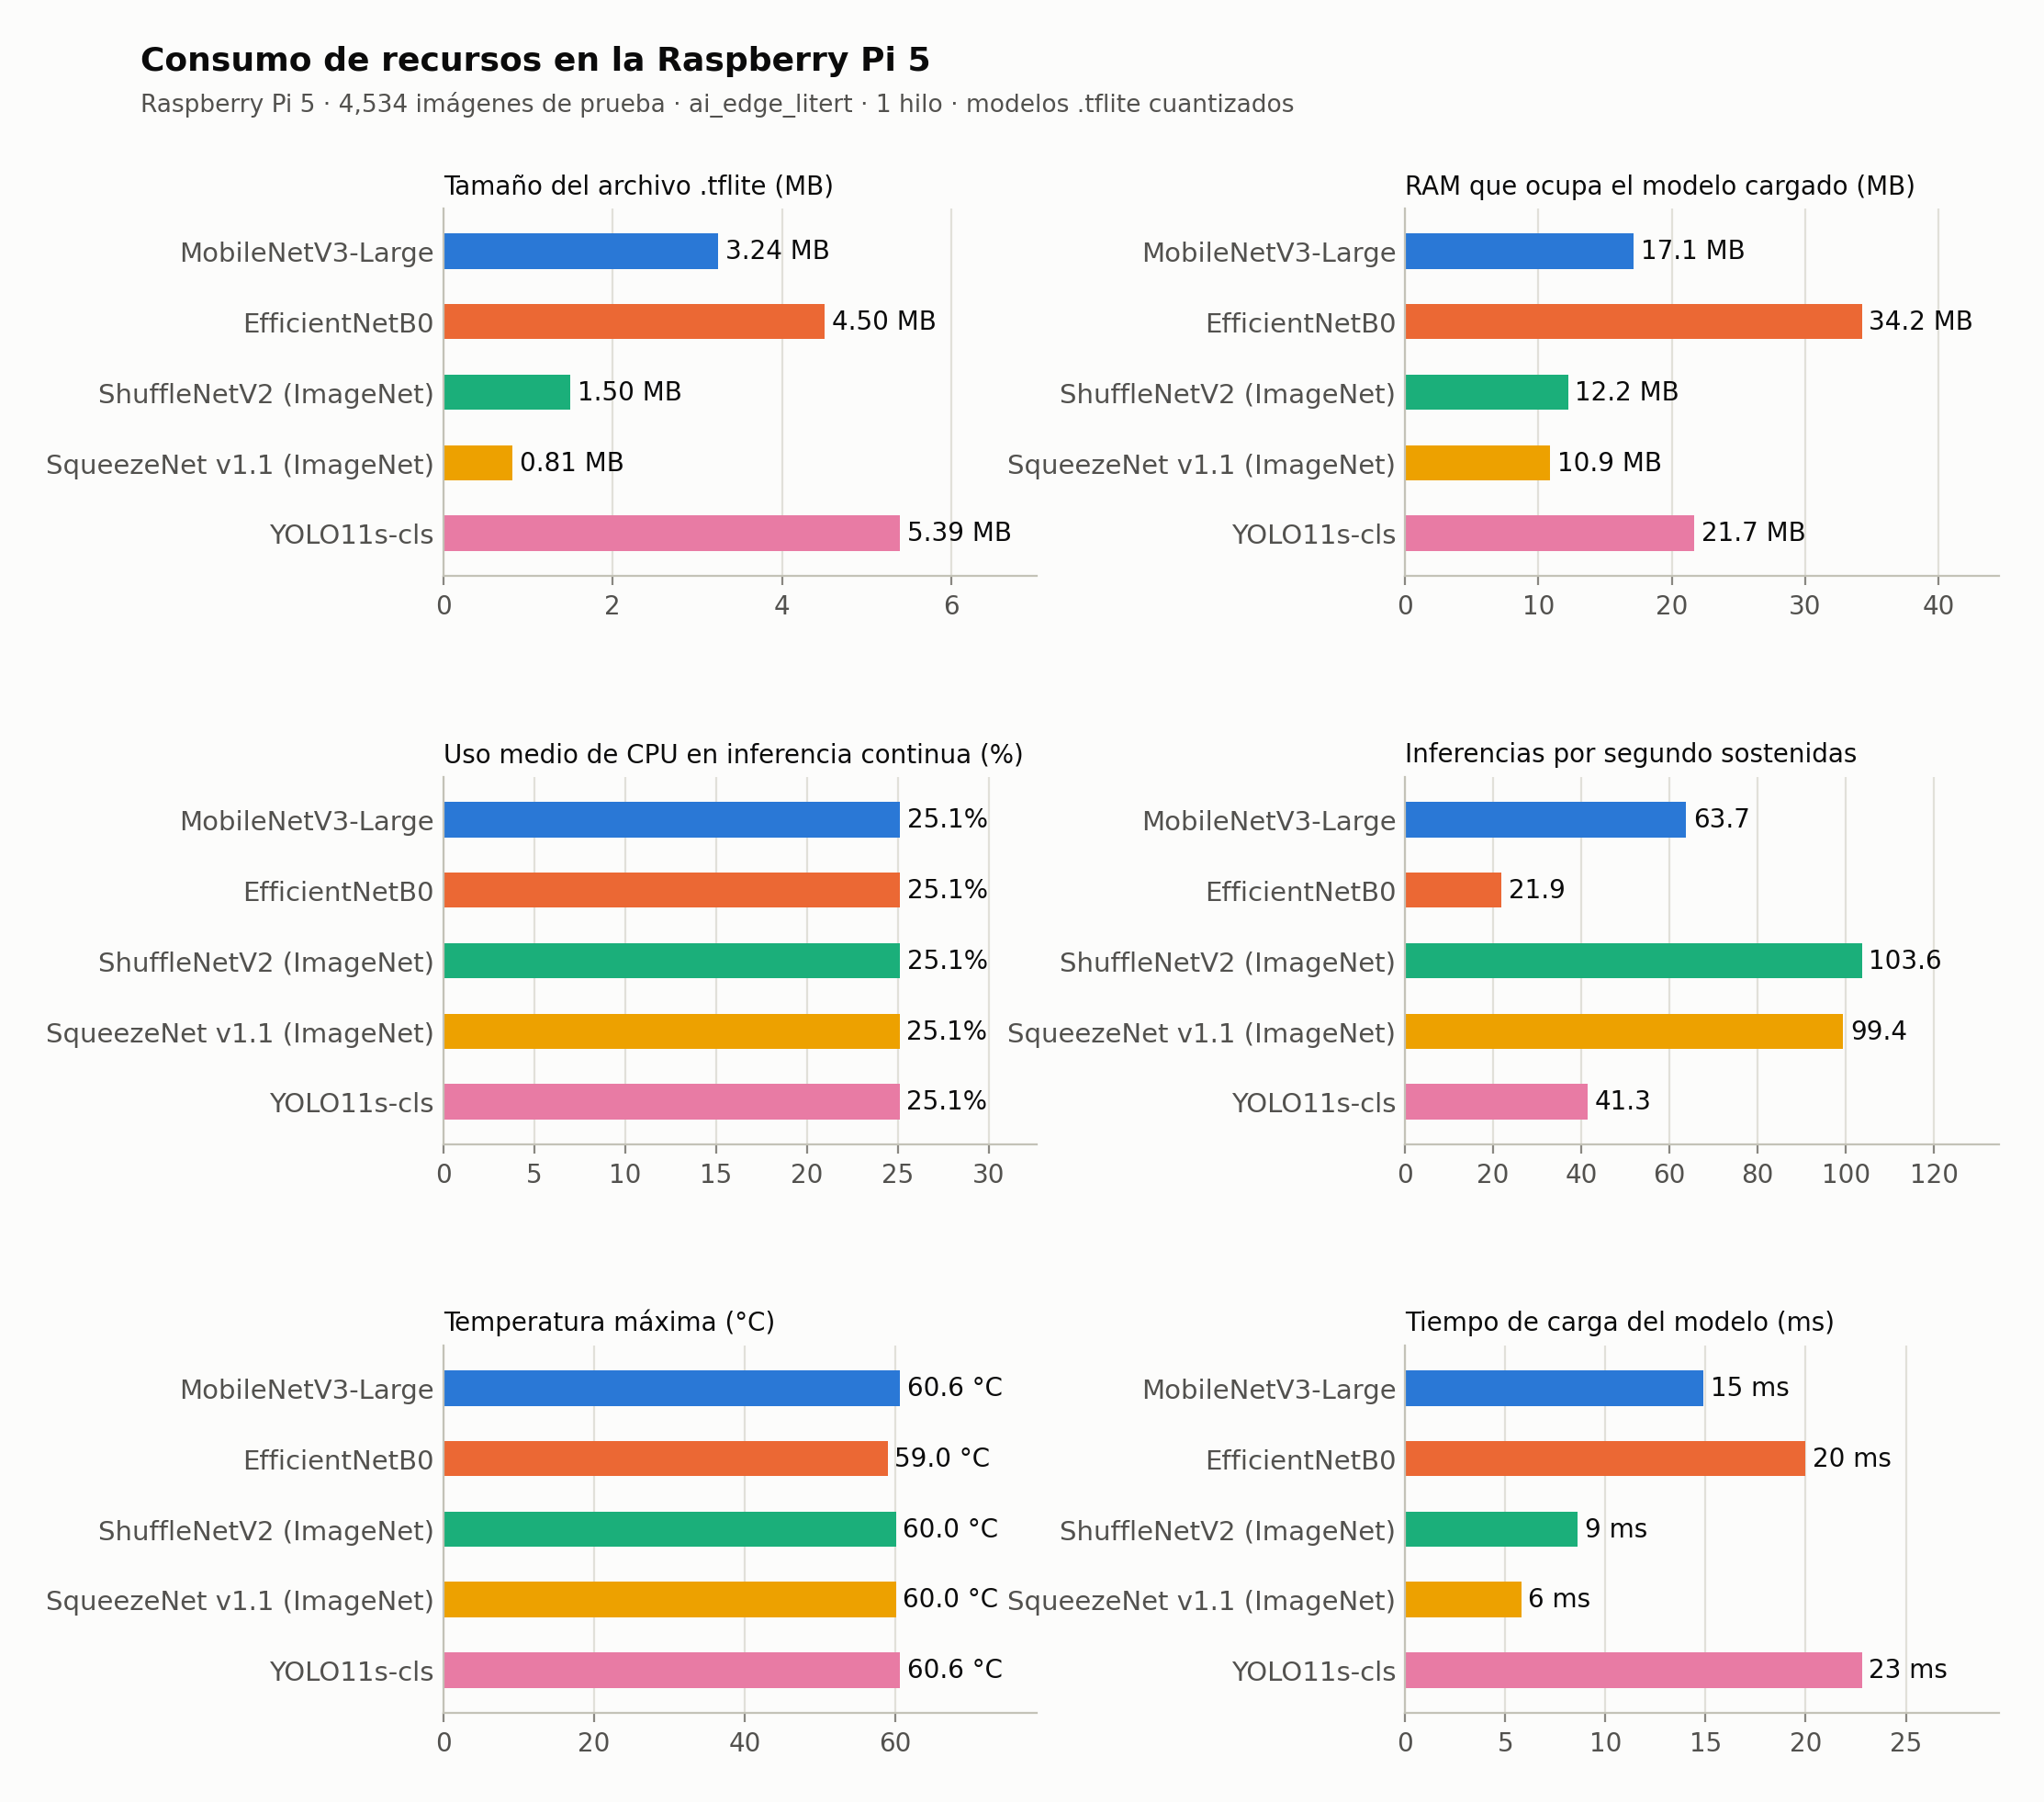 Consumo de recursos en la Raspberry Pi 5
Raspberry Pi 5 · 4,534 imágenes de prueba · ai_edge_litert · 1 hilo · modelos .tflite cuantizados
Tamaño del archivo .tflite (MB)
MobileNetV3-Large 3.24 MB
EfficientNetB0 4.50 MB
ShuffleNetV2 (ImageNet) 1.50 MB
SqueezeNet v1.1 (ImageNet) 0.81 MB
YOLO11s-cls 5.39 MB
0 2 4 6
RAM que ocupa el modelo cargado (MB)
MobileNetV3-Large 17.1 MB
EfficientNetB0 34.2 MB
ShuffleNetV2 (ImageNet) 12.2 MB
SqueezeNet v1.1 (ImageNet) 10.9 MB
YOLO11s-cls 21.7 MB
0 10 20 30 40
Uso medio de CPU en inferencia continua (%)
MobileNetV3-Large 25.1%
EfficientNetB0 25.1%
ShuffleNetV2 (ImageNet) 25.1%
SqueezeNet v1.1 (ImageNet) 25.1%
YOLO11s-cls 25.1%
0 5 10 15 20 25 30
Inferencias por segundo sostenidas
MobileNetV3-Large 63.7
EfficientNetB0 21.9
ShuffleNetV2 (ImageNet) 103.6
SqueezeNet v1.1 (ImageNet) 99.4
YOLO11s-cls 41.3
0 20 40 60 80 100 120
Temperatura máxima (°C)
MobileNetV3-Large 60.6 °C
EfficientNetB0 59.0 °C
ShuffleNetV2 (ImageNet) 60.0 °C
SqueezeNet v1.1 (ImageNet) 60.0 °C
YOLO11s-cls 60.6 °C
0 20 40 60
Tiempo de carga del modelo (ms)
MobileNetV3-Large 15 ms
EfficientNetB0 20 ms
ShuffleNetV2 (ImageNet) 9 ms
SqueezeNet v1.1 (ImageNet) 6 ms
YOLO11s-cls 23 ms
0 5 10 15 20 25